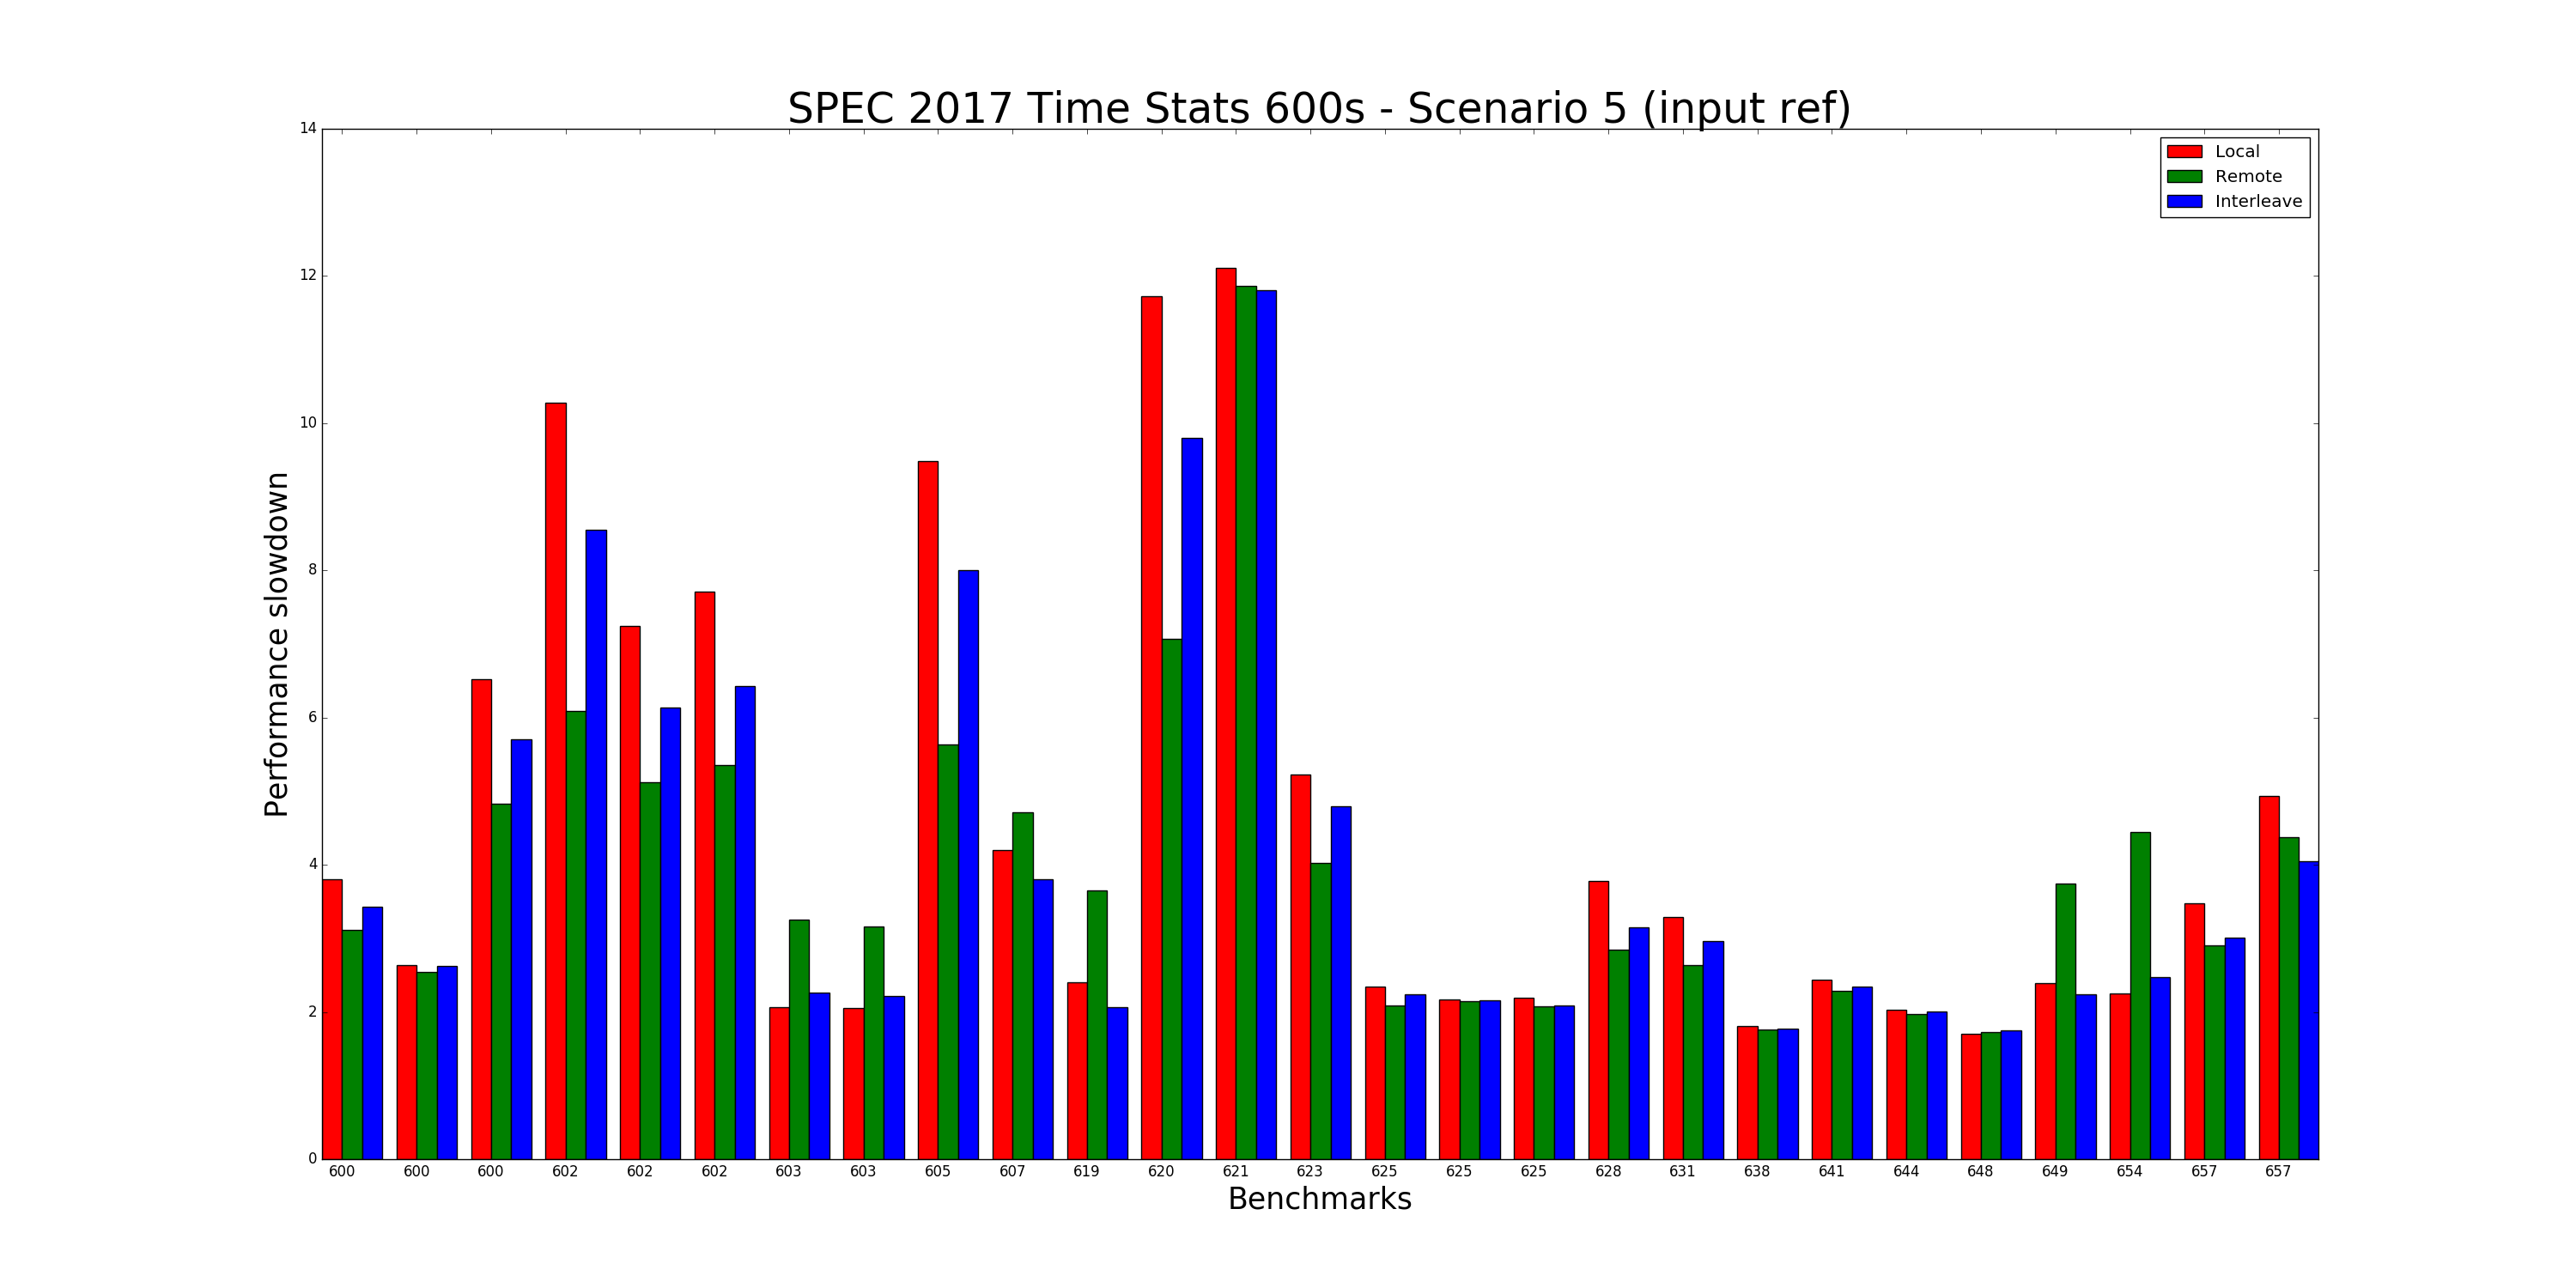 SPEC 2017 Time Stats 600s - Scenario 5 (input ref)
14
12
10
8
6
4
2
0
Performance slowdown
Local
Remote
Interleave
600 600 600 602 602 602 603 603 605 607 619 620 621 623 625 625 625 628 631 638 641 644 648 649 654 657 657
Benchmarks